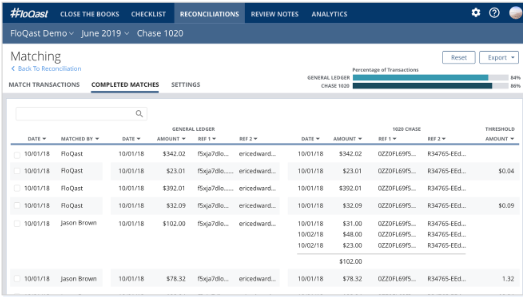 FloQast CLOSE THE BOOKS CHECKLIST RECONCILIATIONS REVIEW NOTES ANALYTICS
FloQast Demo June 2019 Chase 1020
Matching Reset Export
Back To Reconciliation
Percentage of Transactions
GENERAL LEDGER 84%
CHASE 1020 86%
MATCH TRANSACTIONS COMPLETED MATCHES SETTINGS
GENERAL LEDGER 1020 CHASE THRESHOLD
DATE MATCHED BY DATE AMOUNT REF 1 REF 2 DATE AMOUNT REF 1 REF 2 AMOUNT
10/01/18 FloQast 10/01/18 $342.02 f5xja7dlo... ericedward... 10/01/18 $342.02 0ZZ0FL69f5... R34765-EEd...
10/01/18 FloQast 10/01/18 $23.01 f5xja7dlo... ericedward... 10/01/18 $23.01 0ZZ0FL69f5... R34765-EEd... $0.04
10/01/18 FloQast 10/01/18 $392.01 f5xja7dlo... ericedward... 10/01/18 $392.01 0ZZ0FL69f5... R34765-EEd...
10/01/18 FloQast 10/01/18 $32.09 f5xja7dlo... ericedward... 10/01/18 $32.09 0ZZ0FL69f5... R34765-EEd... $0.09
10/01/18 Jason Brown 10/01/18 $102.00 f5xja7dlo... ericedward... 10/01/18 $31.00 0ZZ0FL69f5... R34765-EEd...
10/02/18 $48.00 0ZZ0FL69f5... R34765-EEd...
10/02/18 $23.00 0ZZ0FL69f5... R34765-EEd...
$102.00
10/01/18 Jason Brown 10/01/18 $78.32 f5xja7dlo... ericedward... 10/01/18 $78.32 0ZZ0FL69f5... R34765-EEd... 1.32